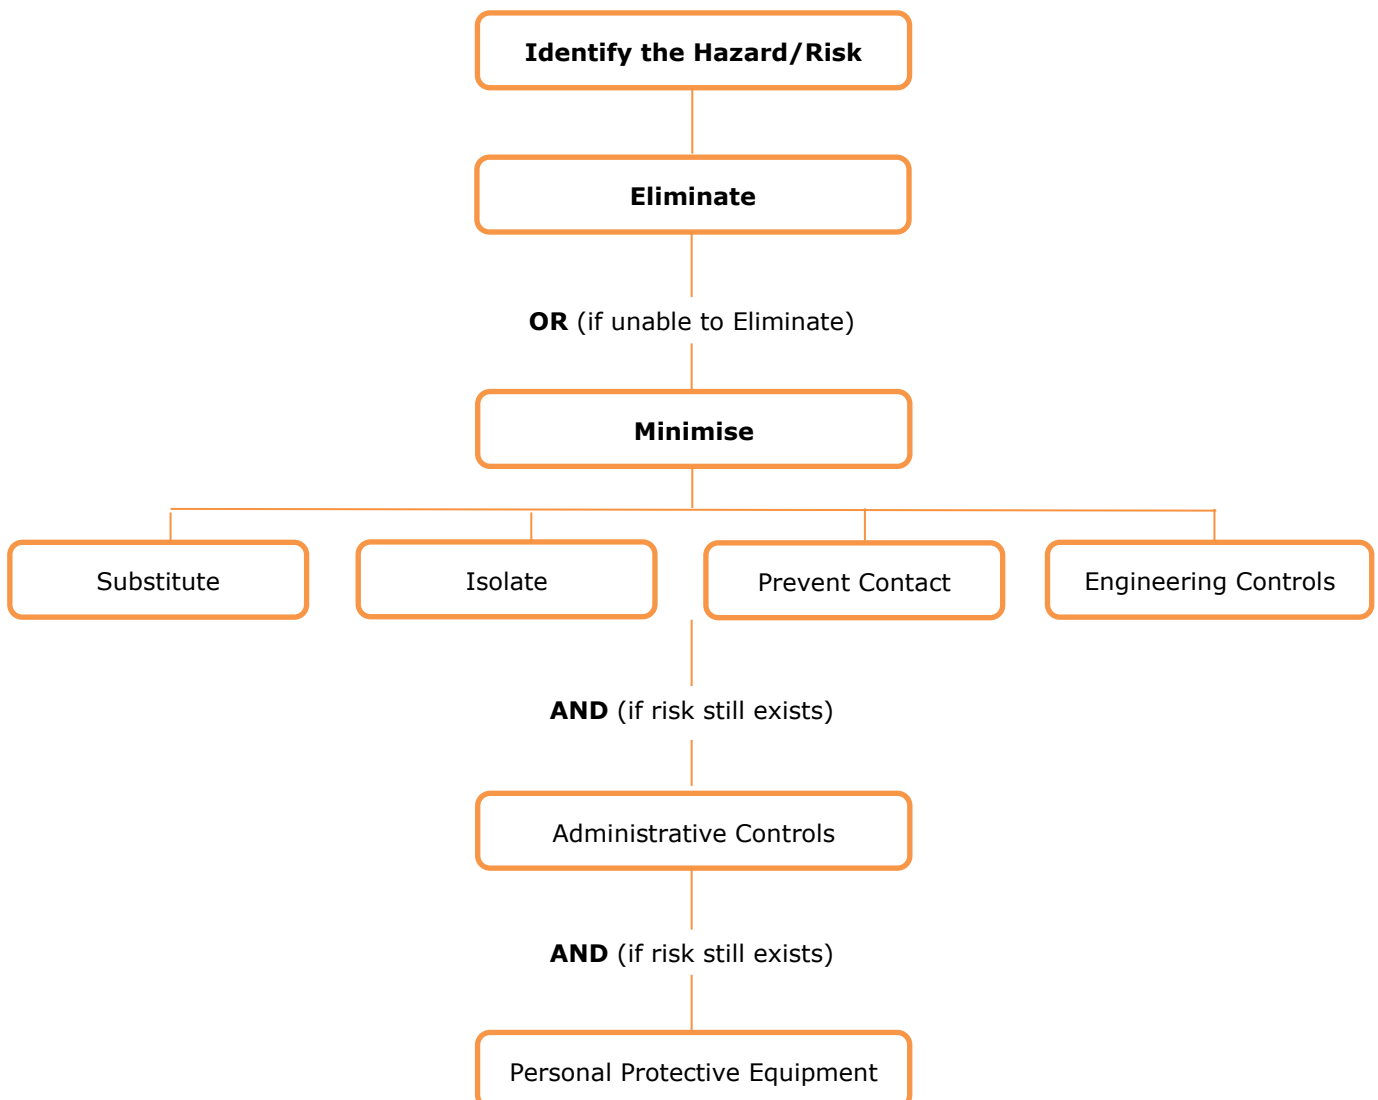 Identify the Hazard/Risk
Eliminate
OR (if unable to Eliminate)
Minimise
Substitute
Isolate
Prevent Contact
Engineering Controls
AND (if risk still exists)
Administrative Controls
AND (if risk still exists)
Personal Protective Equipment